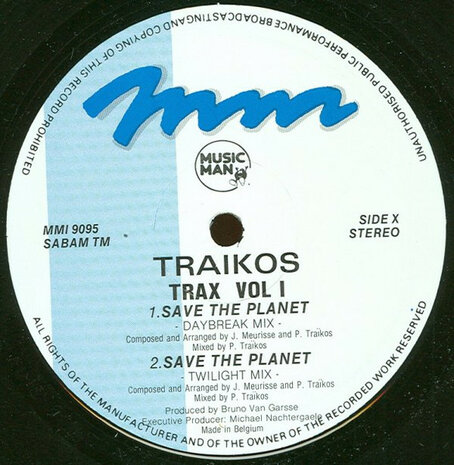 UNAUTHORISED PUBLIC PERFORMANCE BROADCASTING AND COPYING OF THIS RECORD PROHIBITED
mm
MUSIC
MAN
MMI 9095
SABAM TM
SIDE X
STEREO
TRAIKOS
TRAX VOL I
1.SAVE THE PLANET
- DAYBREAK MIX -
Composed and Arranged by J. Meurisse and P. Traikos
Mixed by P. Traikos
2.SAVE THE PLANET
- TWILIGHT MIX -
Composed and Arranged by J. Meurisse and P. Traikos
Mixed by P. Traikos
Produced by Bruno Van Garsse
Executive Producer: Michael Nachtergaele
Made in Belgium
ALL RIGHTS OF THE MANUFACTURER AND OF THE OWNER OF THE RECORDED WORK RESERVED